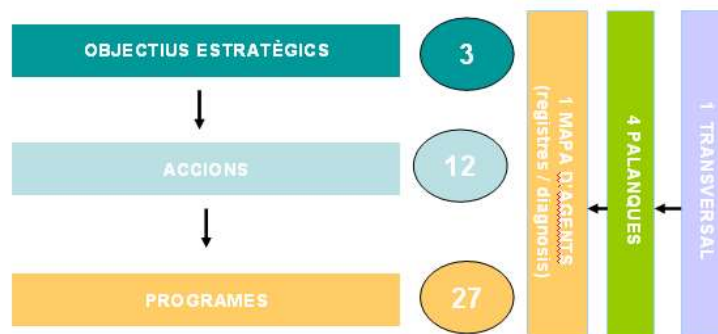 OBJECTIUS ESTRATÈGICS
3
ACCIONS
12
PROGRAMES
27
1 MAPA D'AGENTS
(registres / diagnosis)
4 PALANQUES
1 TRANSVERSAL